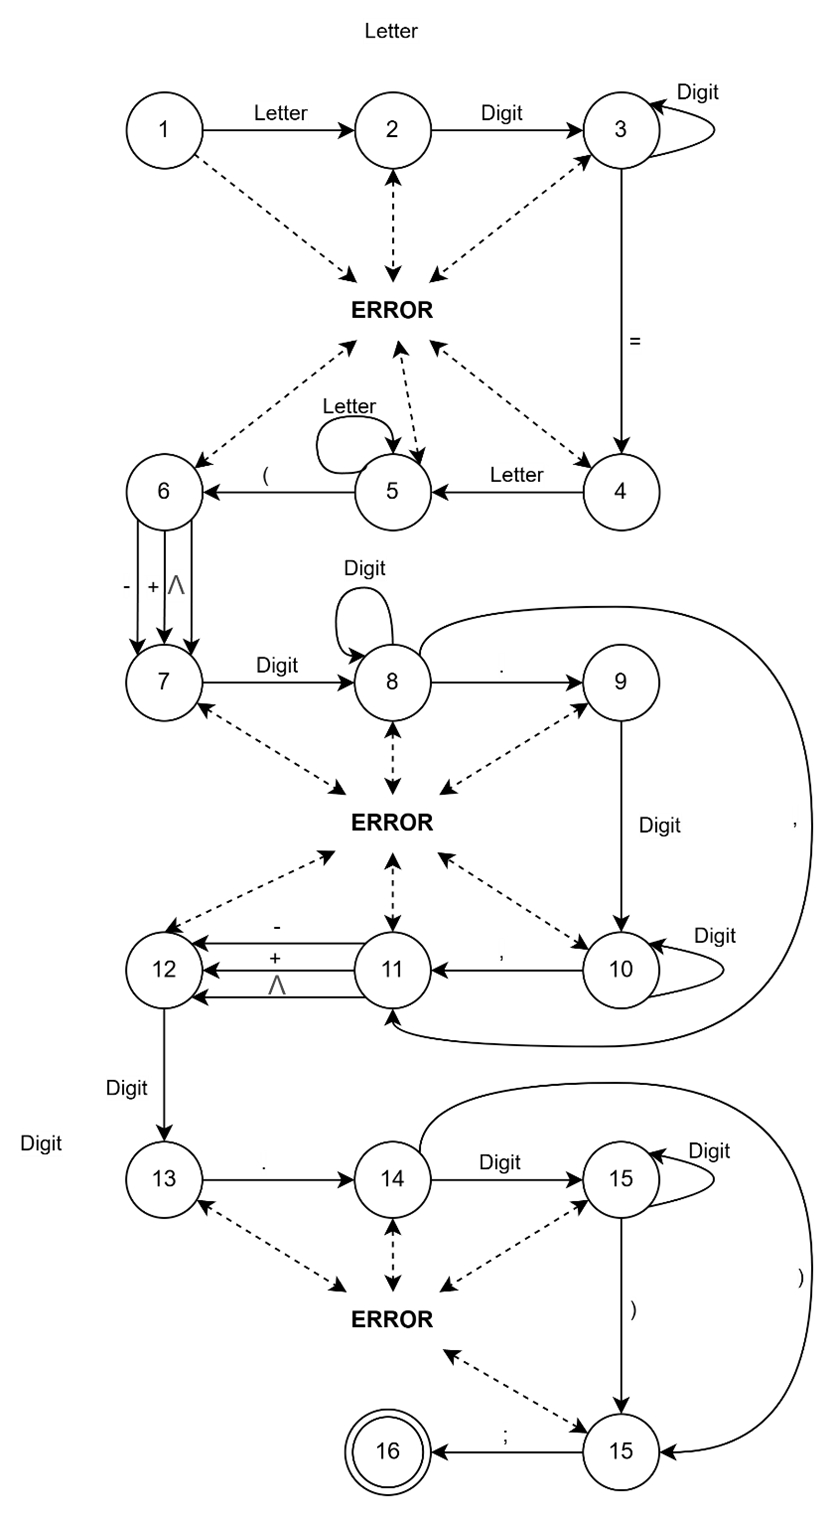 Letter
1
Letter
2
Digit
3
Digit
ERROR
=
Letter
6
(
5
Letter
4
-
+
Λ
Digit
7
Digit
8
.
9
ERROR
Digit
,
12
-
+
Λ
11
,
10
Digit
Digit
Digit
13
.
14
Digit
15
Digit
)
ERROR
)
16
;
15